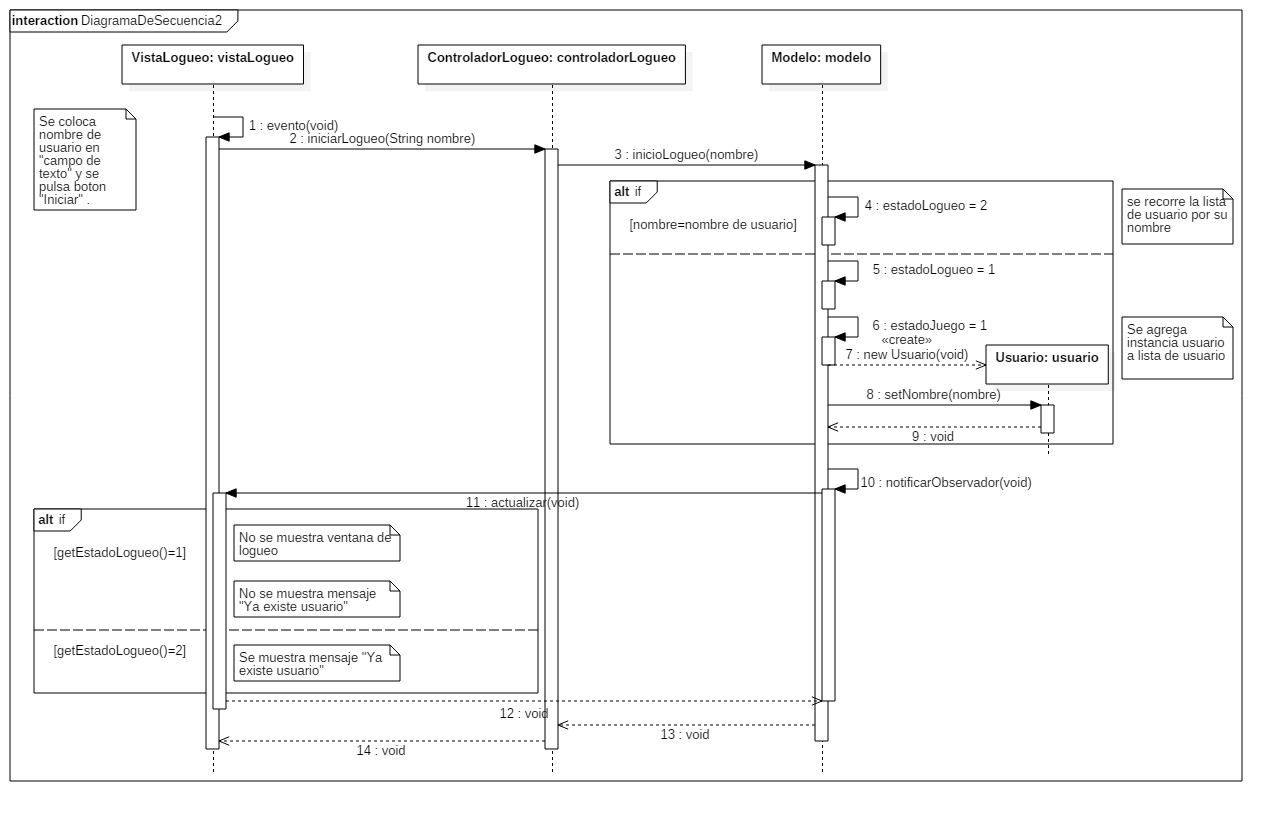 interaction DiagramaDeSecuencia2
VistaLogueo: vistaLogueo
ControladorLogueo: controladorLogueo
Modelo: modelo
Se coloca
nombre de
usuario en
"campo de
texto" y se
pulsa boton
"Iniciar" .
1 : evento(void)
2 : iniciarLogueo(String nombre)
3 : inicioLogueo(nombre)
alt if
[nombre=nombre de usuario]
4 : estadoLogueo = 2
se recorre la lista
de usuario por su
nombre
5 : estadoLogueo = 1
6 : estadoJuego = 1
«create»
7 : new Usuario(void)
Usuario: usuario
Se agrega
instancia usuario
a lista de usuario
8 : setNombre(nombre)
9 : void
10 : notificarObservador(void)
11 : actualizar(void)
alt if
[getEstadoLogueo()=1]
No se muestra ventana de
logueo
No se muestra mensaje
"Ya existe usuario"
[getEstadoLogueo()=2]
Se muestra mensaje "Ya
existe usuario"
12 : void
13 : void
14 : void